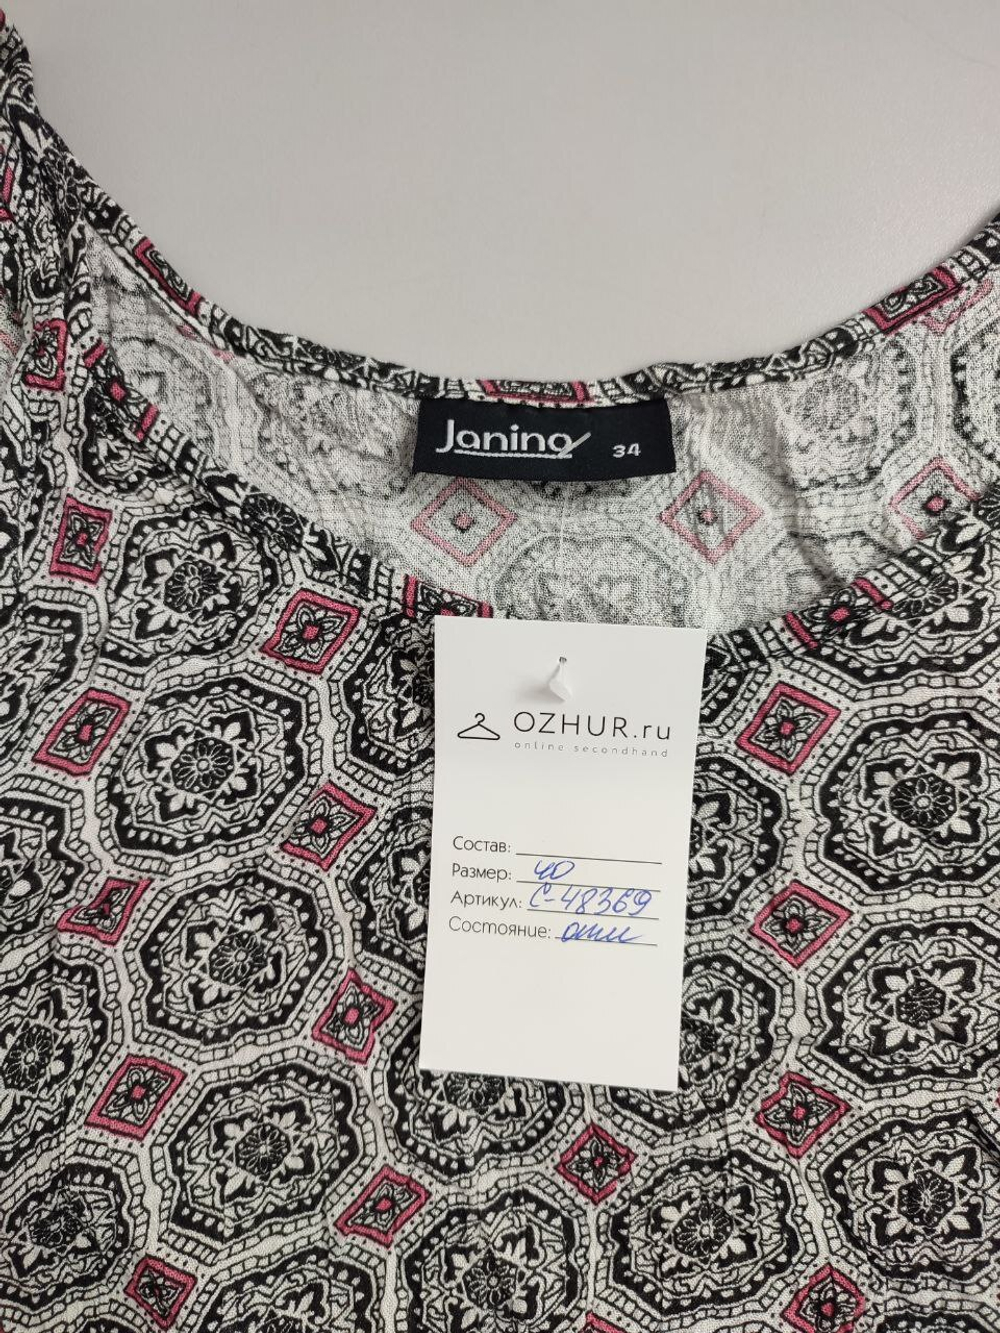 Janina 34
OZHUR.ru
online secondhand
Состав:
Размер: 40
Артикул: С-48369
Состояние: отл